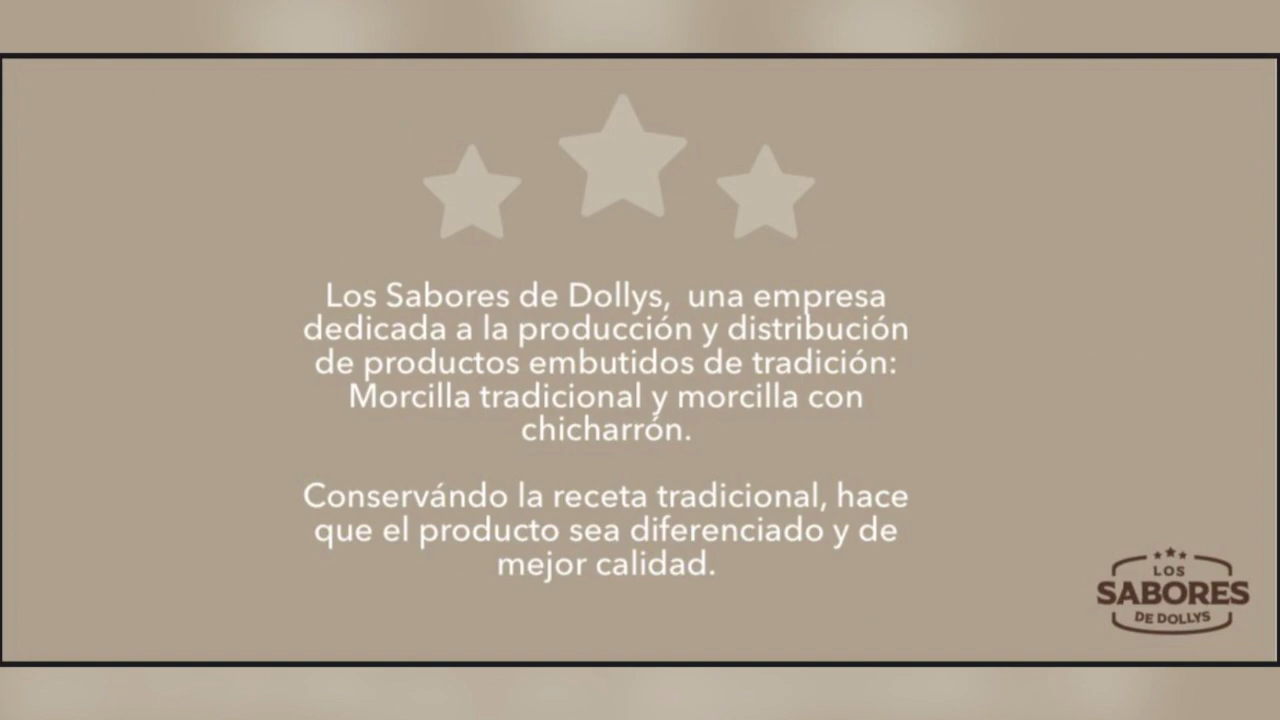 Los Sabores de Dollys, una empresa
dedicada a la producción y distribución
de productos embutidos de tradición:
Morcilla tradicional y morcilla con
chicharrón.
Conservándo la receta tradicional, hace
que el producto sea diferenciado y de
mejor calidad.
LOS
SABORES
DE DOLLYS